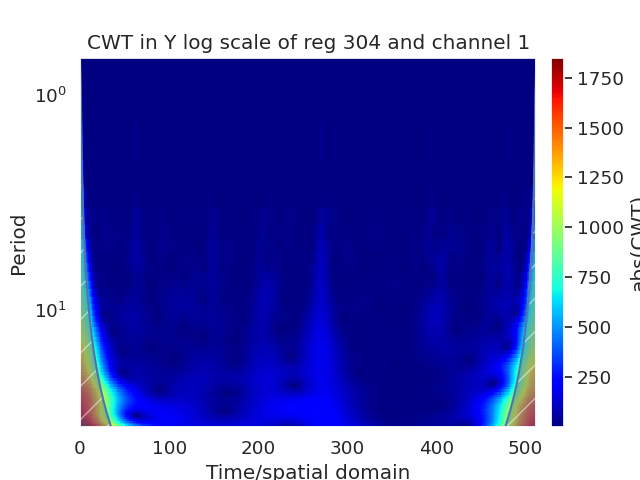 CWT in Y log scale of reg 304 and channel 1
Period
10⁰
10¹
0 100 200 300 400 500
Time/spatial domain
1750
1500
1250
1000
750
500
250
abs(CWT)